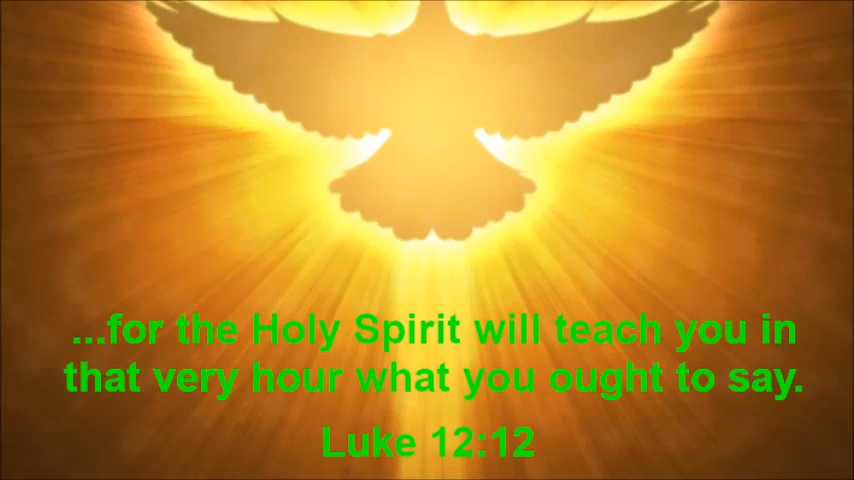 ...for the Holy Spirit will teach you in
that very hour what you ought to say.
Luke 12:12